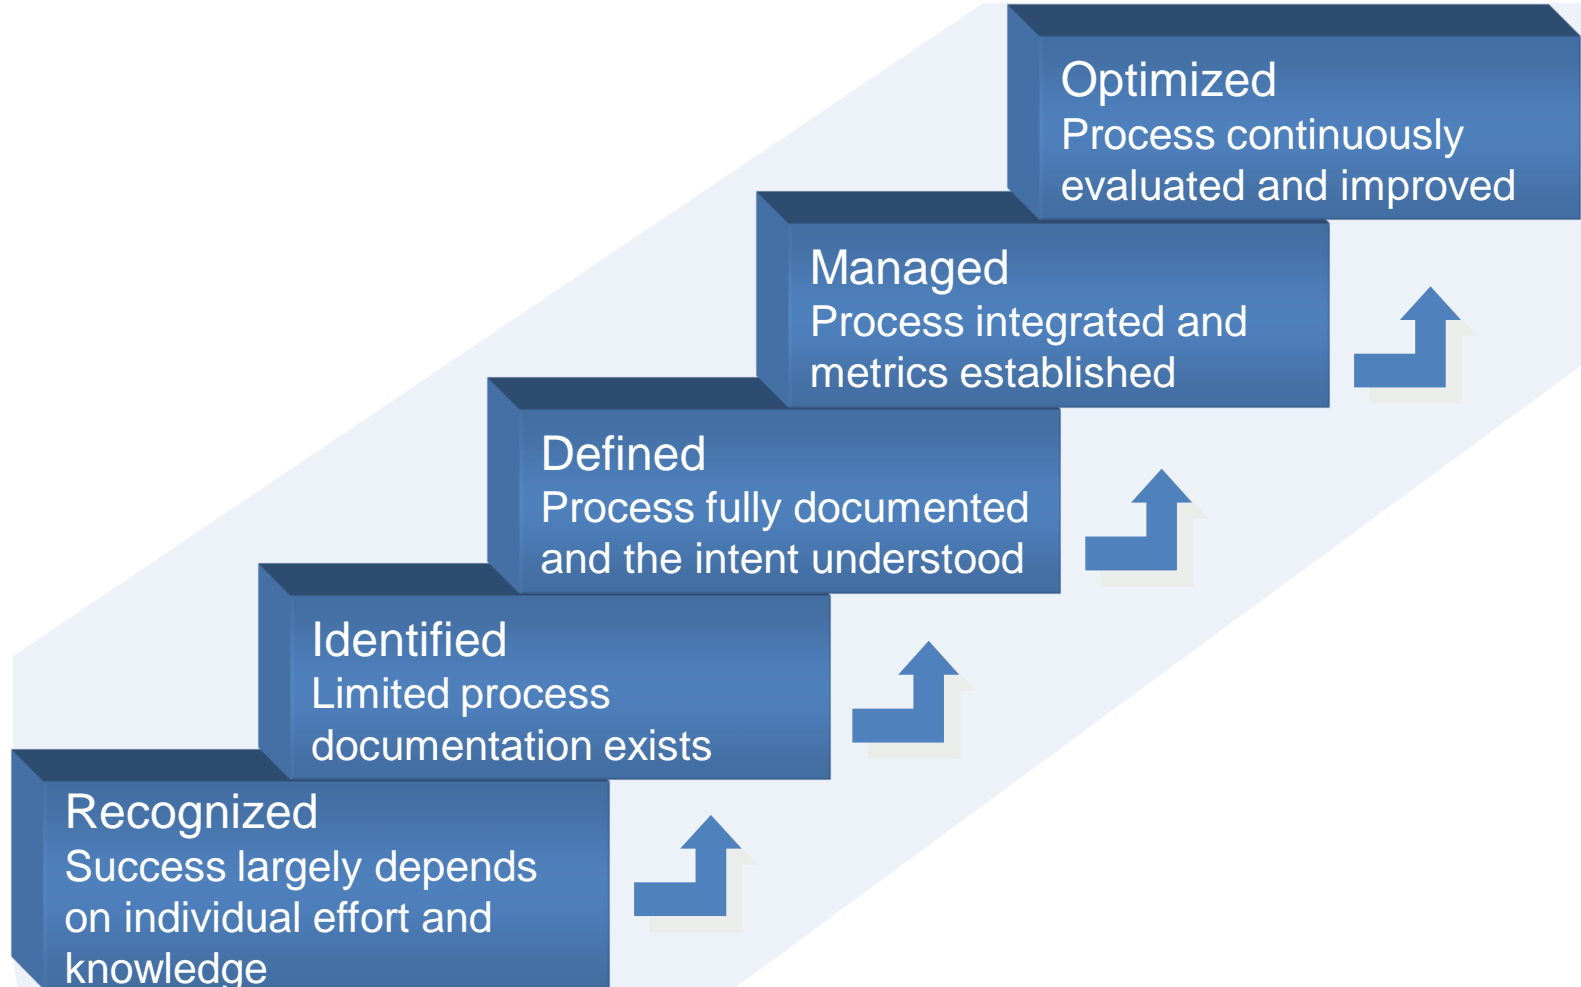 Optimized
Process continuously
evaluated and improved
Managed
Process integrated and
metrics established
Defined
Process fully documented
and the intent understood
Identified
Limited process
documentation exists
Recognized
Success largely depends
on individual effort and
knowledge